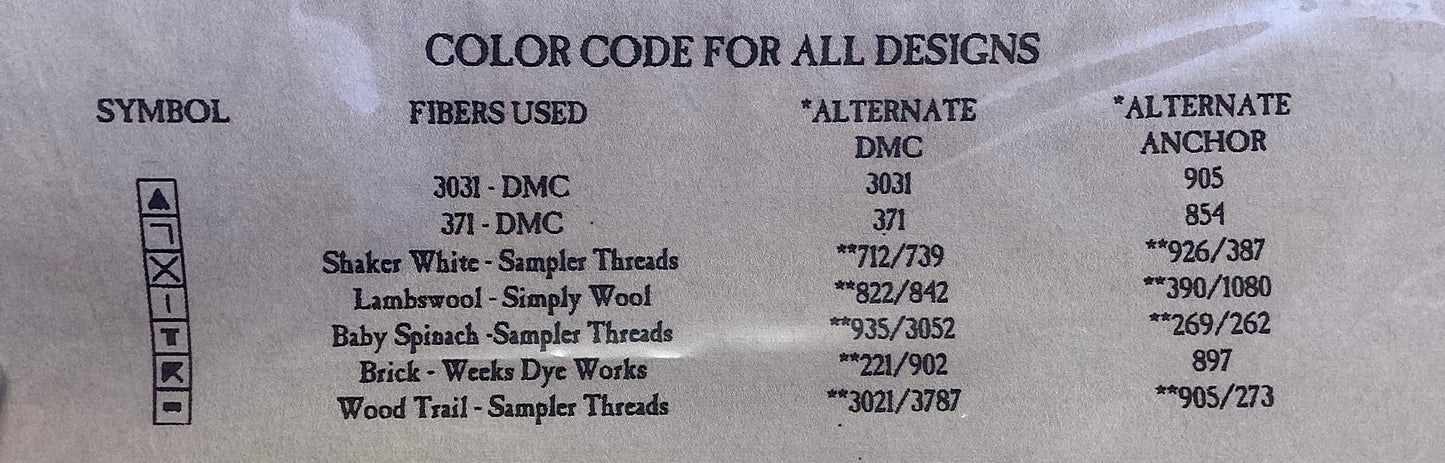 COLOR CODE FOR ALL DESIGNS
SYMBOL FIBERS USED *ALTERNATE DMC *ALTERNATE ANCHOR
3031 - DMC 3031 905
371 - DMC 371 854
Shaker White - Sampler Threads **712/739 **926/387
Lambswool - Simply Wool **822/842 **390/1080
Baby Spinach -Sampler Threads **935/3052 **269/262
Brick - Weeks Dye Works **221/902 897
Wood Trail - Sampler Threads **3021/3787 **905/273